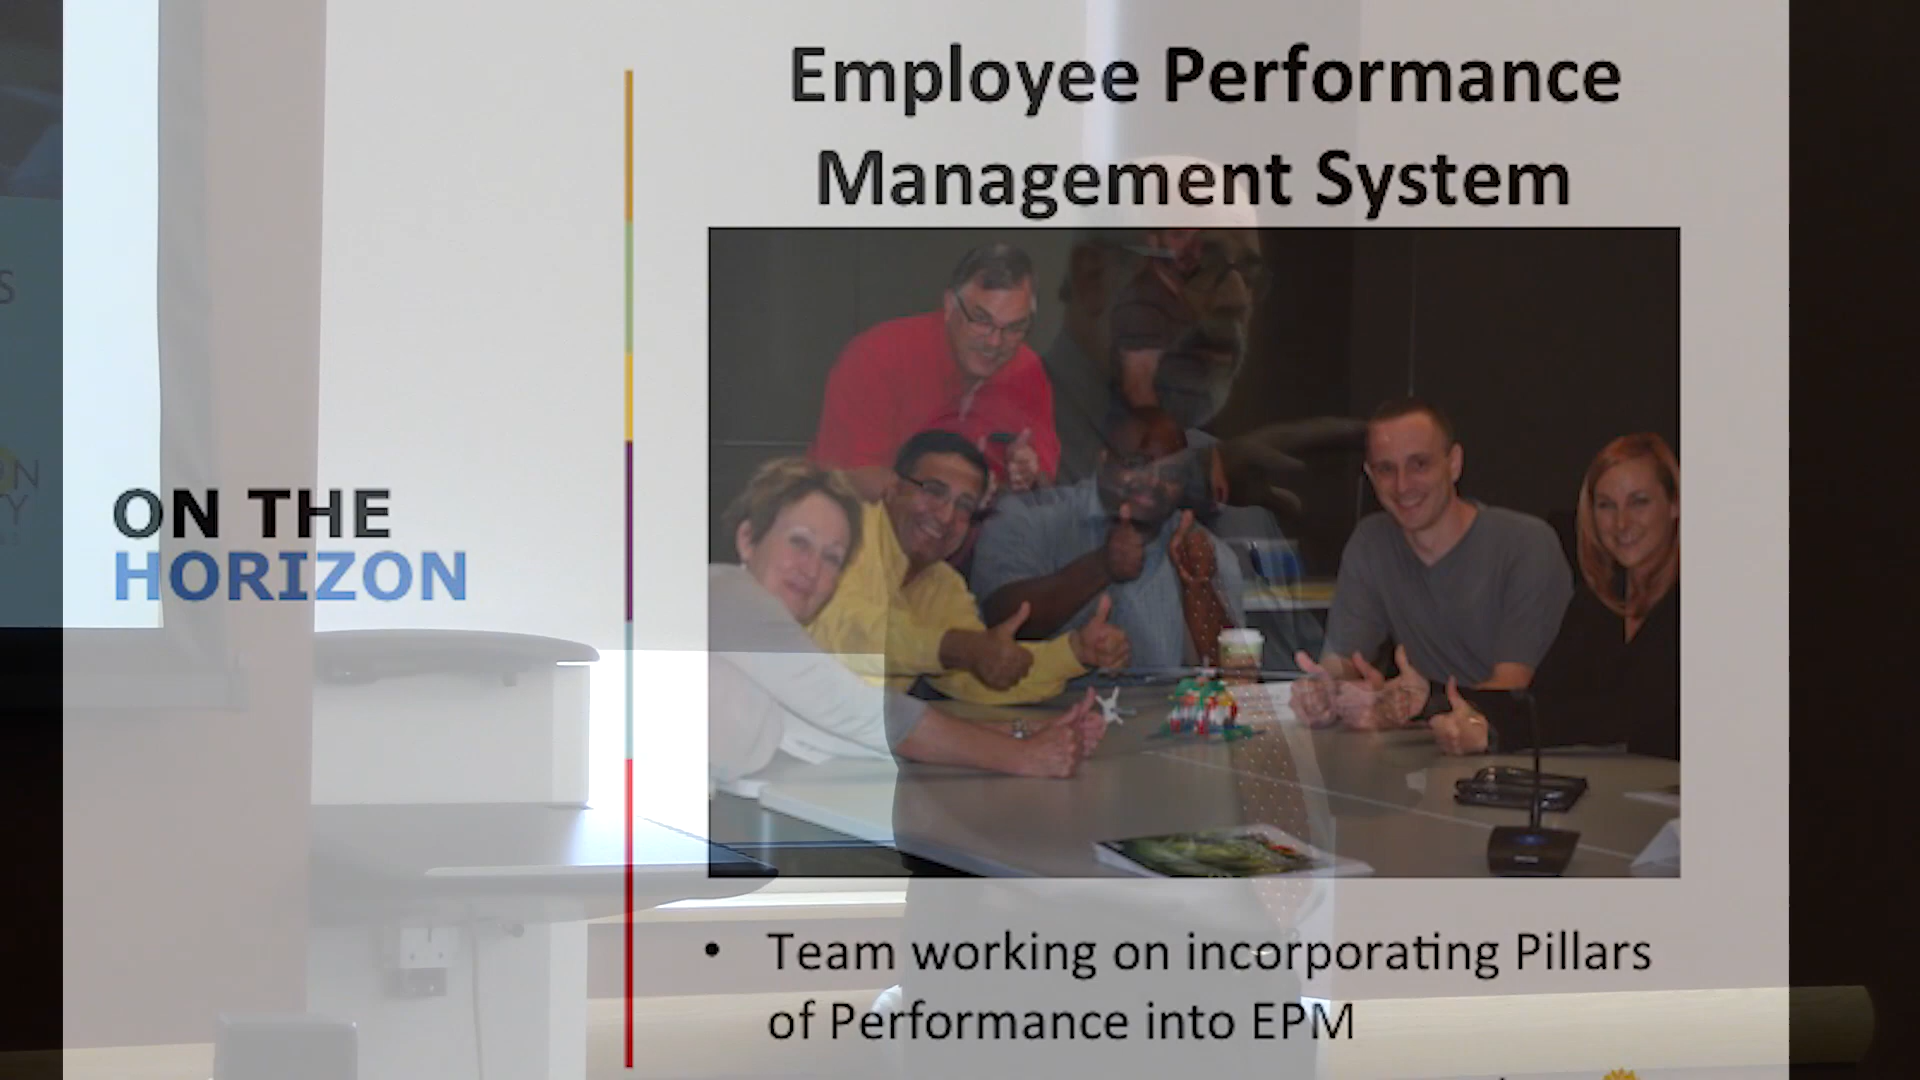 ON THE
HORIZON
Employee Performance
Management System
• Team working on incorporating Pillars
of Performance into EPM